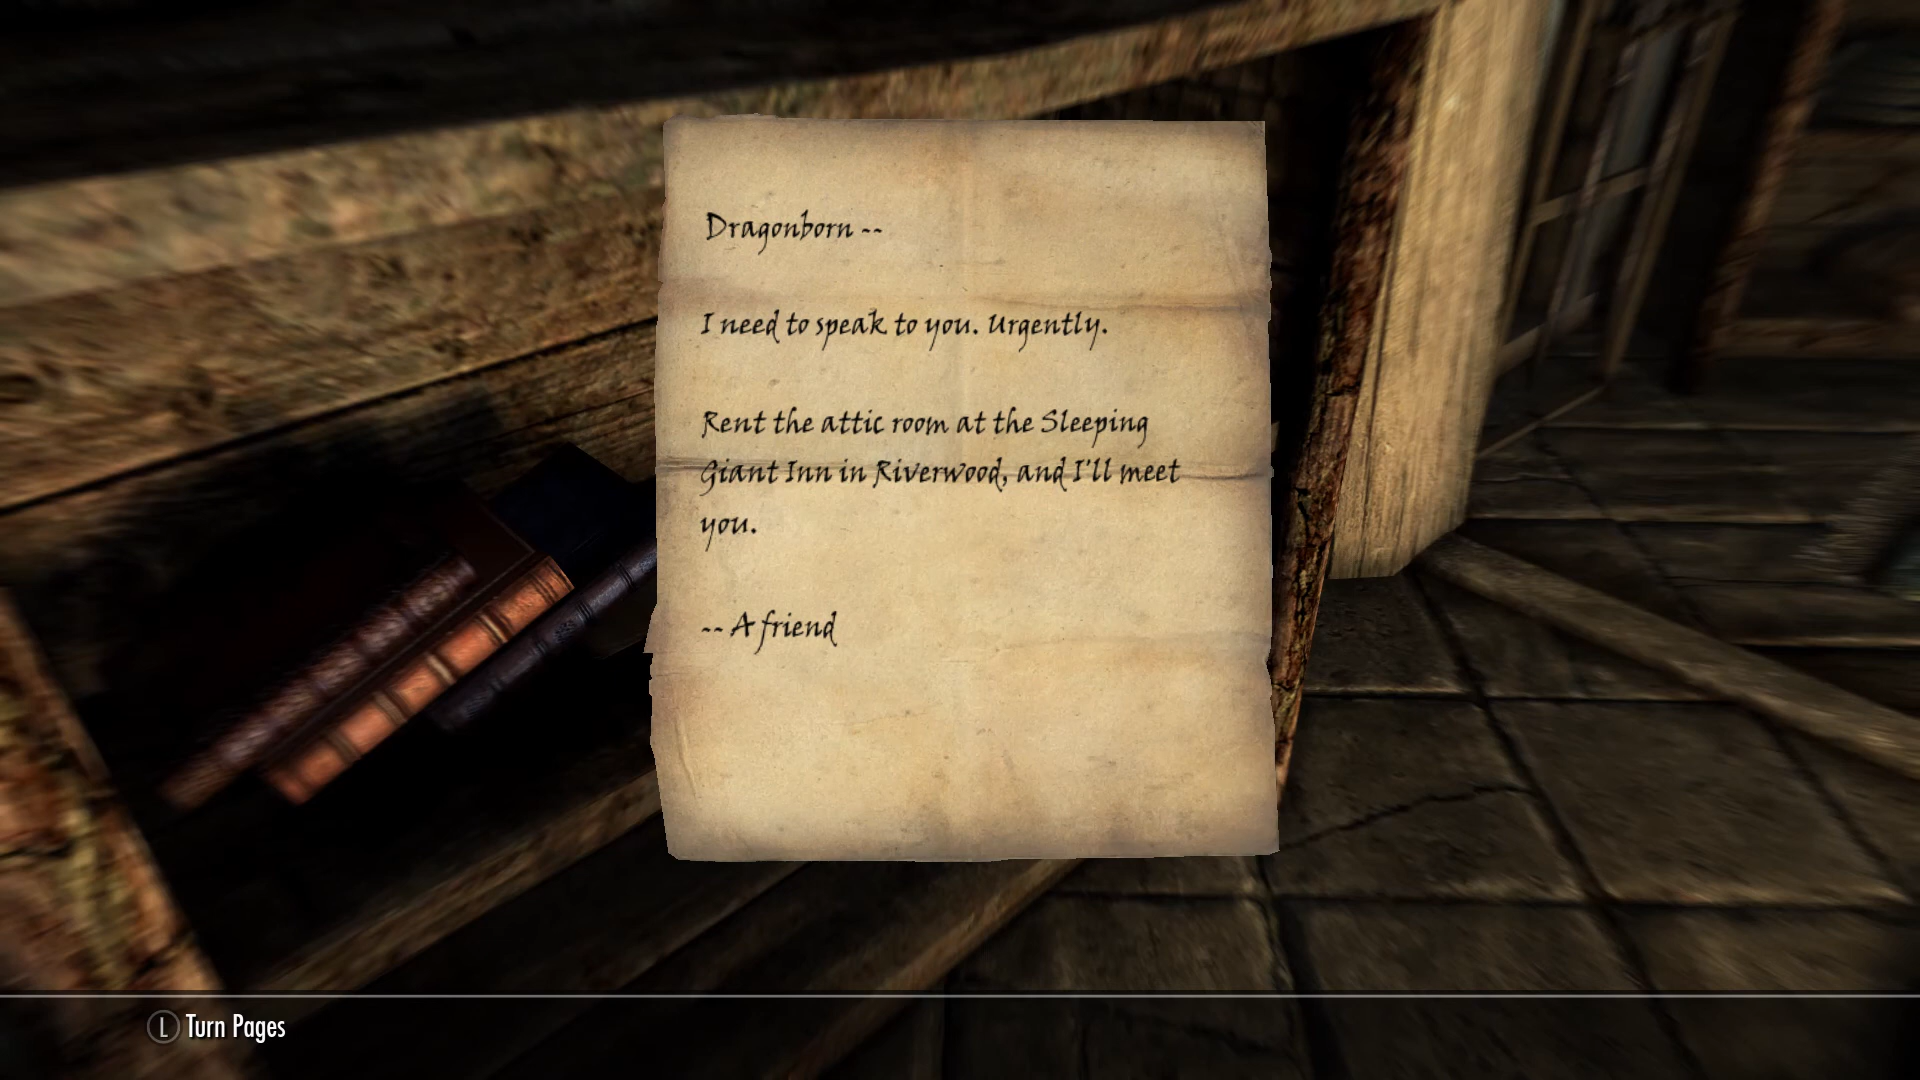 Dragonborn --
I need to speak to you. Urgently.
Rent the attic room at the Sleeping
Giant Inn in Riverwood, and I'll meet
you.
-- A friend
L Turn Pages